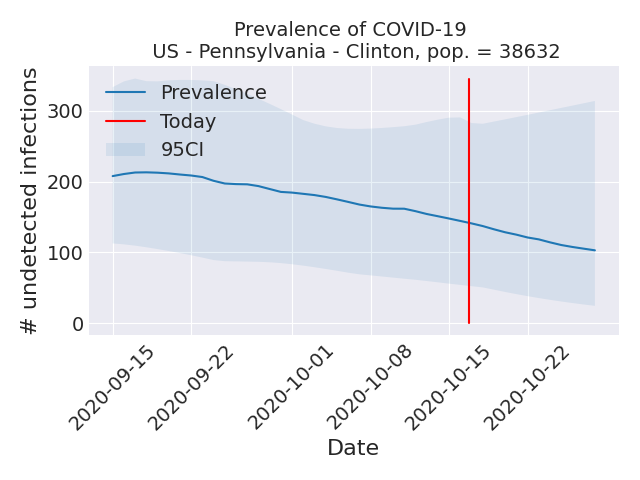 Prevalence of COVID-19
US - Pennsylvania - Clinton, pop. = 38632
# undetected infections
300
200
100
0
Prevalence
Today
95CI
2020-09-15
2020-09-22
2020-10-01
2020-10-08
2020-10-15
2020-10-22
Date